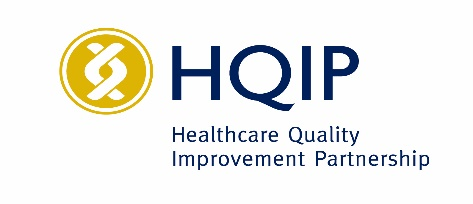 HQIP
Healthcare Quality
Improvement Partnership